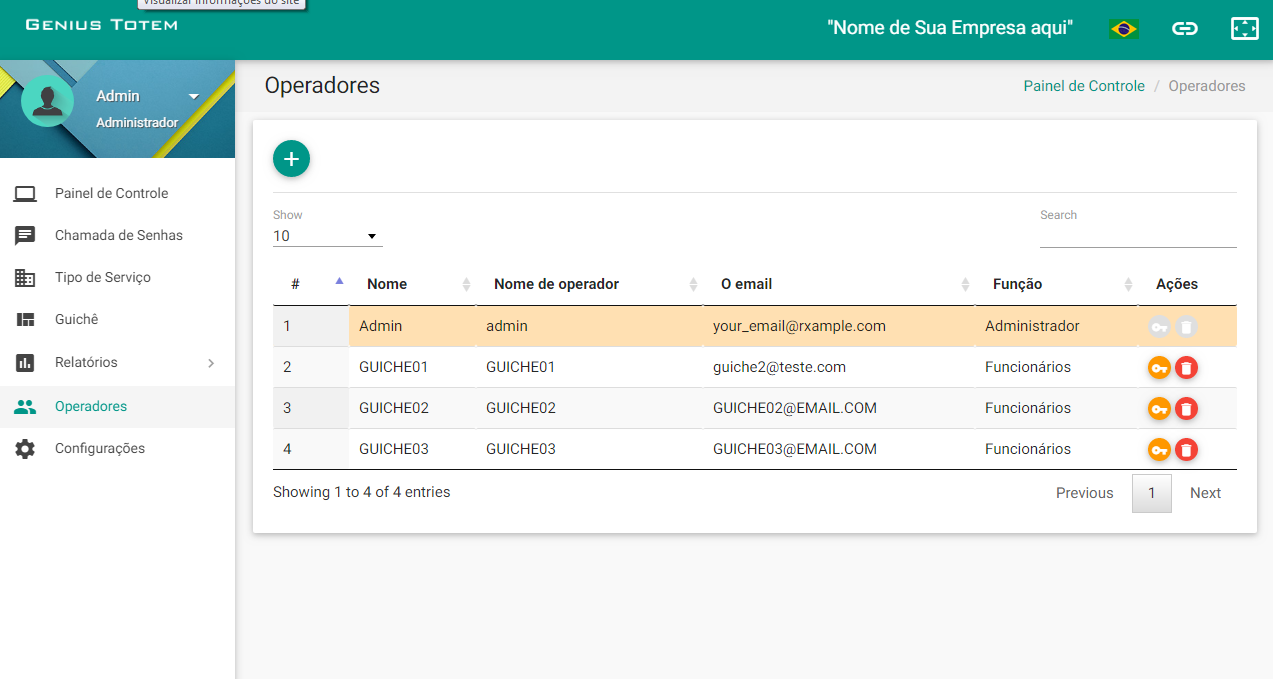 Visualizar informações do site
GENIUS TOTEM
"Nome de Sua Empresa aqui"
Admin
Administrador
Painel de Controle
Chamada de Senhas
Tipo de Serviço
Guichê
Relatórios
Operadores
Configurações
Operadores
Painel de Controle / Operadores
Show
10
Search
# Nome Nome de operador O email Função Ações
1 Admin admin your_email@rxample.com Administrador
2 GUICHE01 GUICHE01 guiche2@teste.com Funcionários
3 GUICHE02 GUICHE02 GUICHE02@EMAIL.COM Funcionários
4 GUICHE03 GUICHE03 GUICHE03@EMAIL.COM Funcionários
Showing 1 to 4 of 4 entries
Previous 1 Next